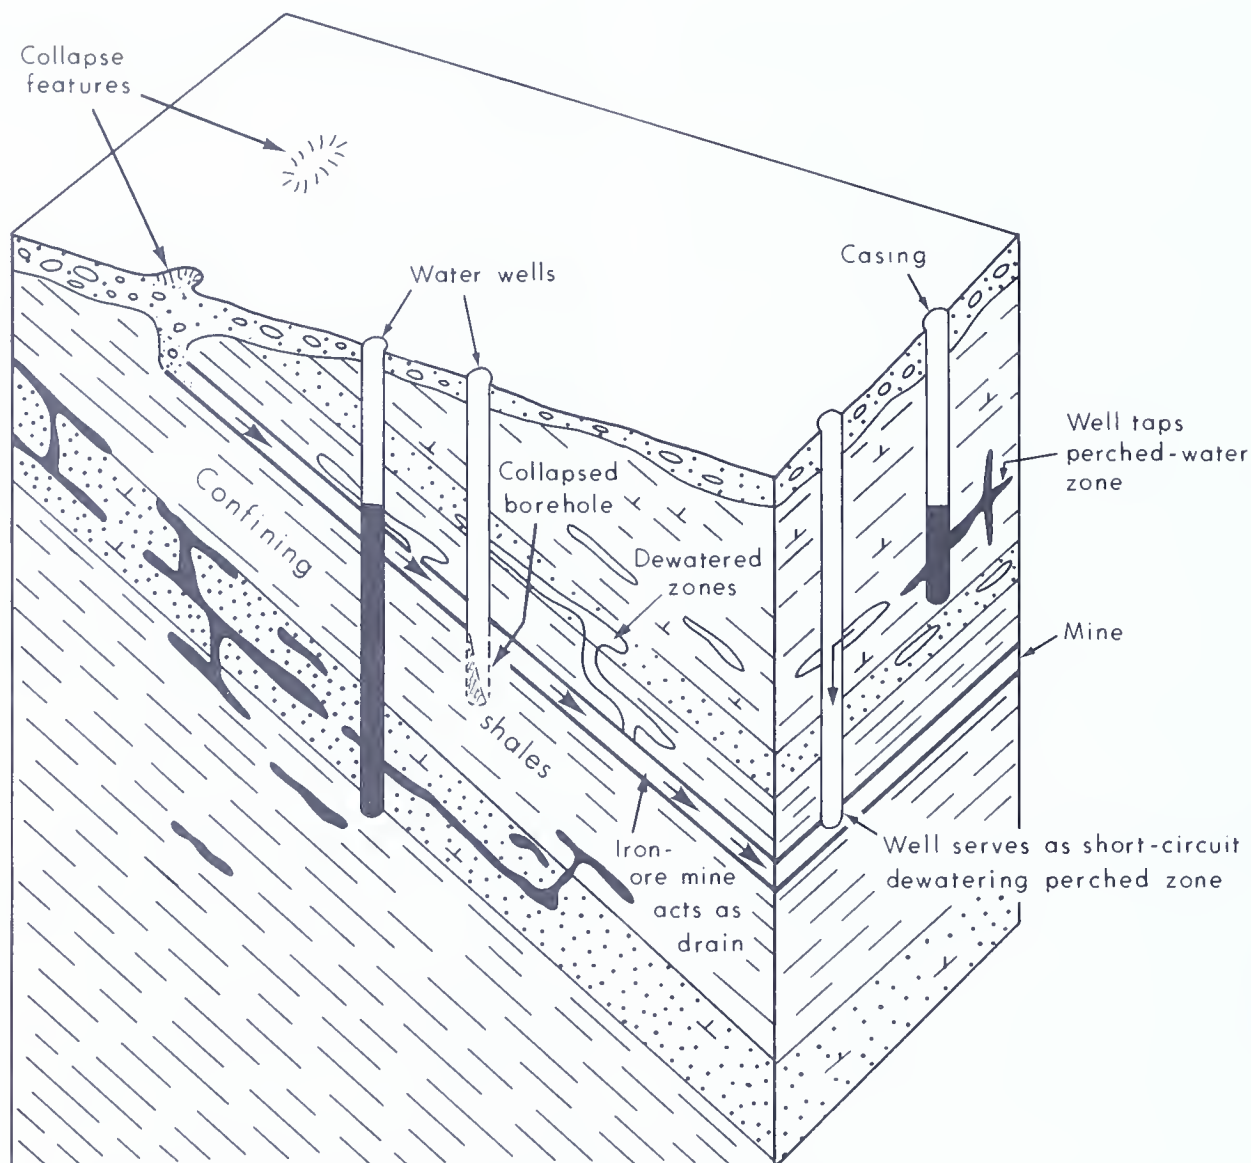 Collapse
features
Water wells
Casing
Well taps
perched-water
zone
Collapsed
borehole
Confining
Dewatered
zones
Mine
shales
Iron-
ore mine
acts as
drain
Well serves as short-circuit
dewatering perched zone